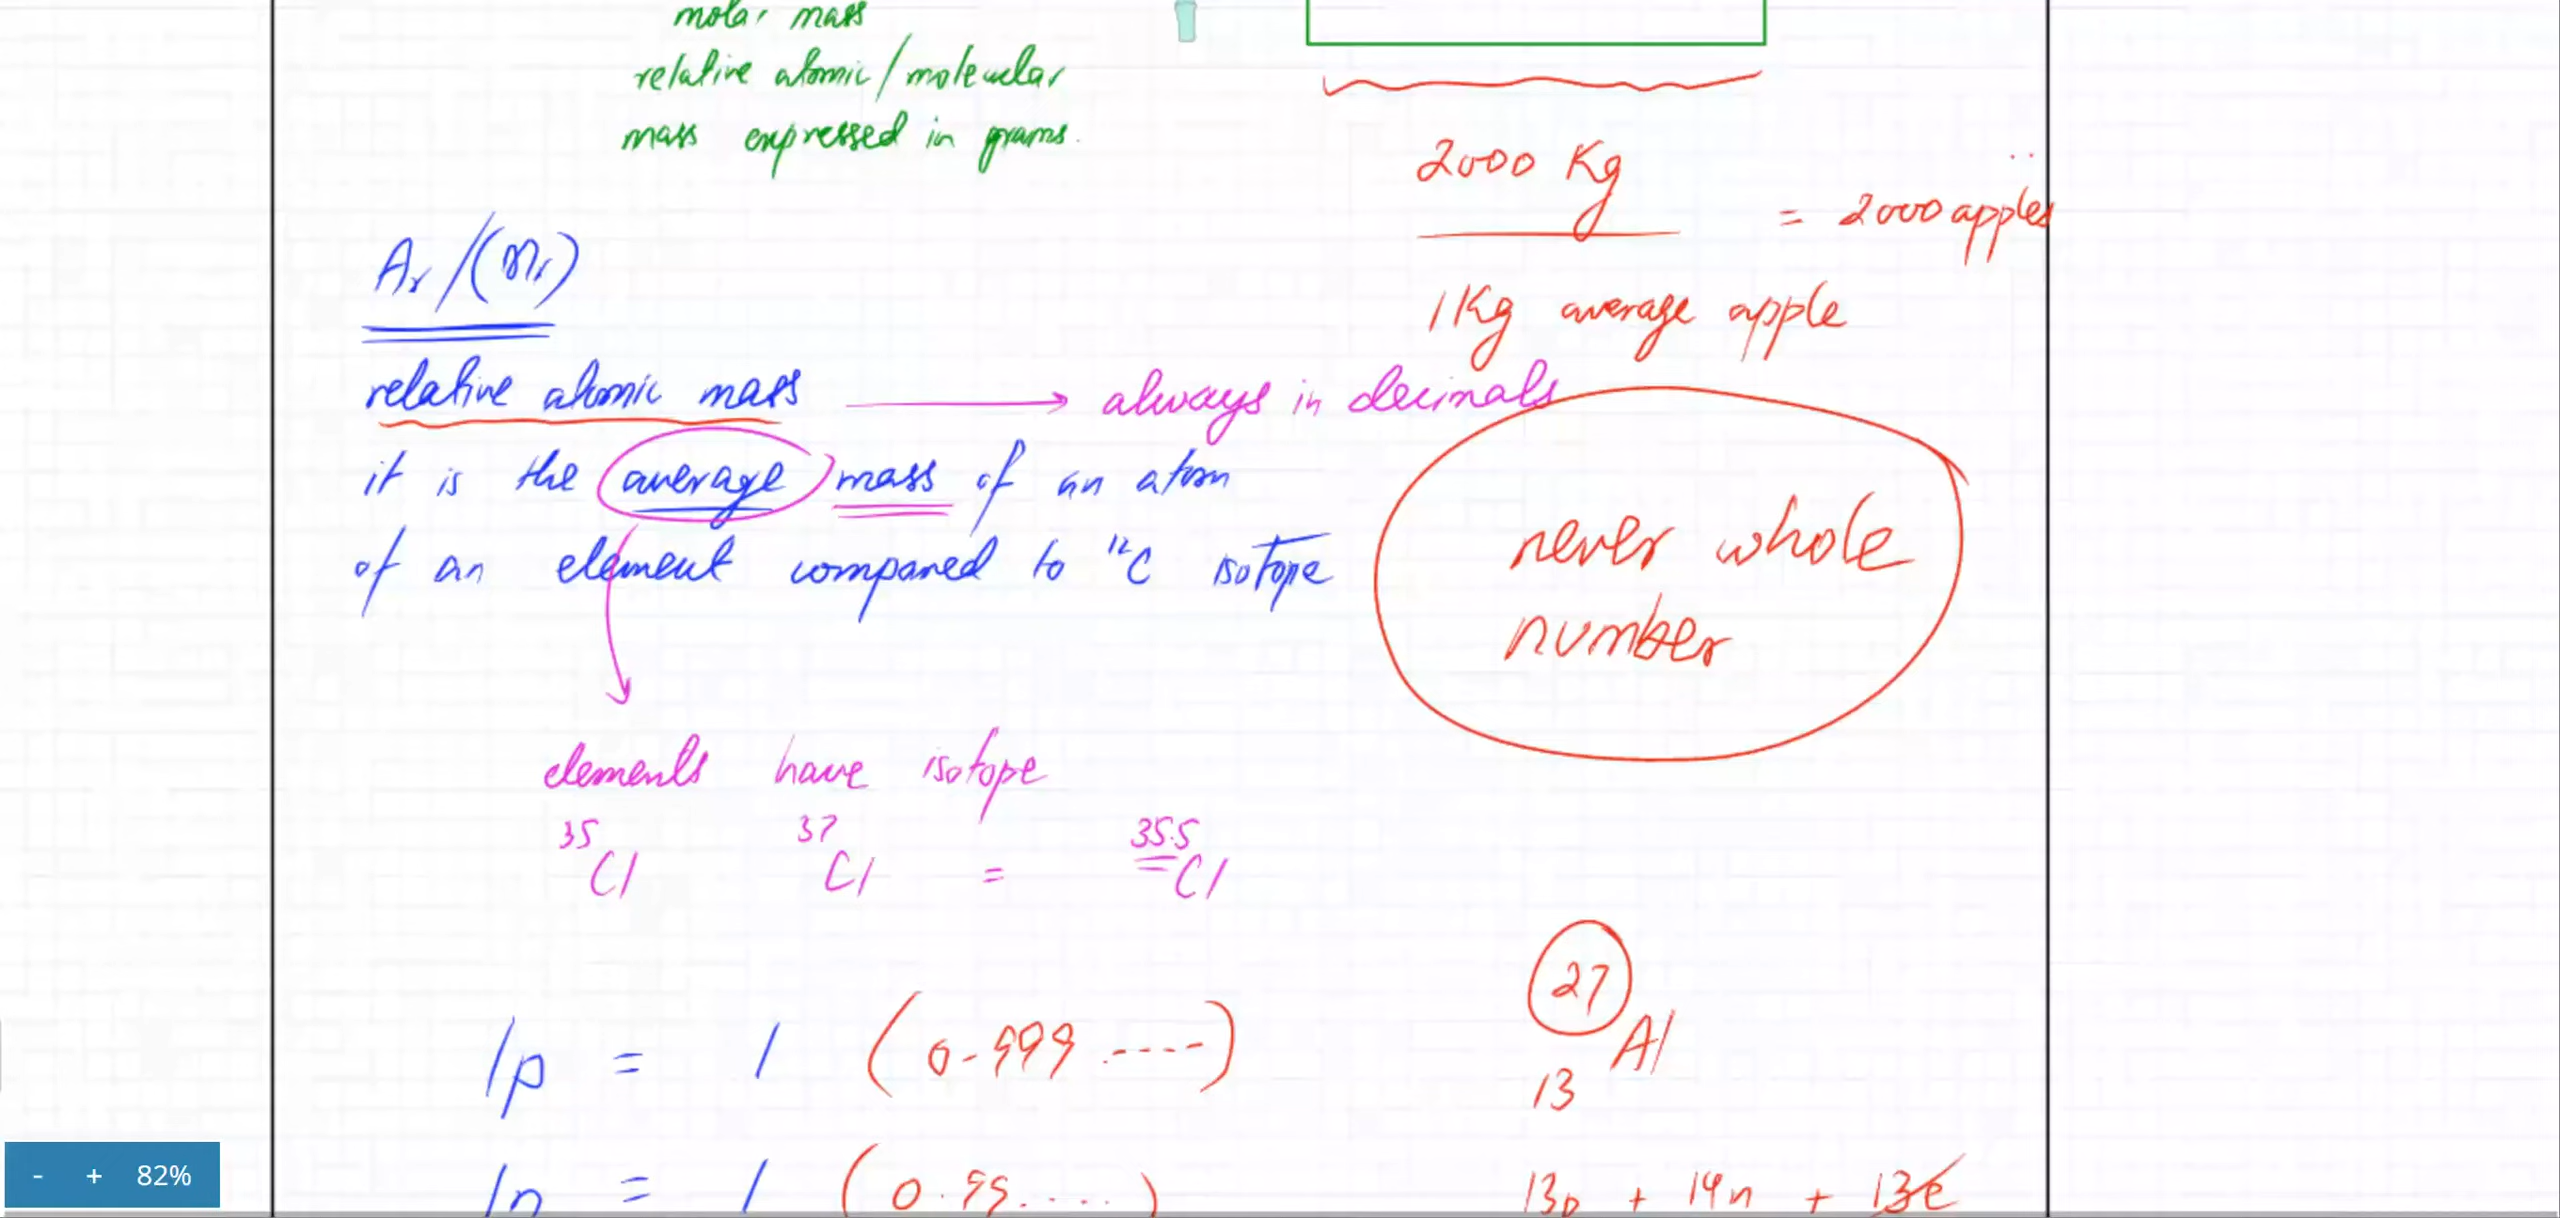 molar mass
relative atomic/molecular
mass expressed in grams.
2000 Kg
= 2000 apples
1 Kg average apple
Ar/(Mr)
relative atomic mass → always in decimals
it is the average mass of an atom
of an element compared to ¹²C isotope
never whole
number
elements have isotope
³⁵Cl ³⁷Cl = ³⁵·⁵Cl
27
Al
13
1p = 1 (0.999 ....)
1n = 1 (0.99....)
13p + 14n + 13e
- + 82%